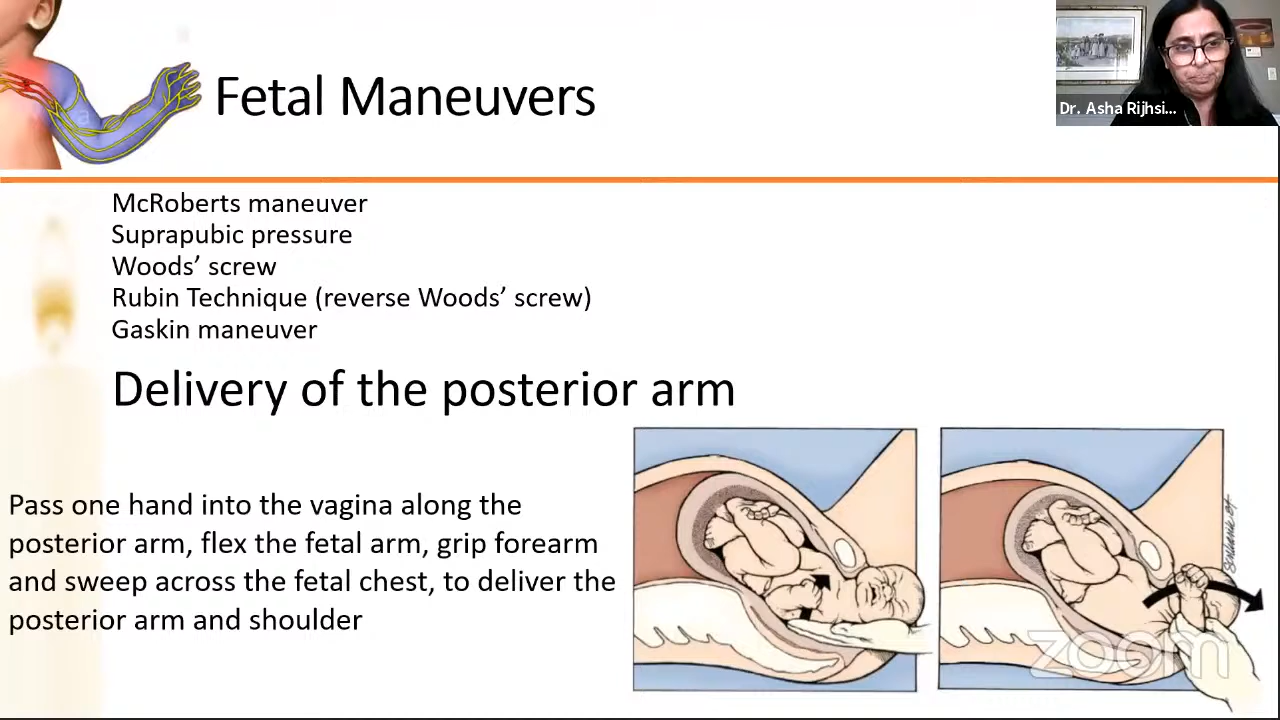 Fetal Maneuvers
Dr. Asha Rijhsi...
McRoberts maneuver
Suprapubic pressure
Woods’ screw
Rubin Technique (reverse Woods’ screw)
Gaskin maneuver
Delivery of the posterior arm
Pass one hand into the vagina along the
posterior arm, flex the fetal arm, grip forearm
and sweep across the fetal chest, to deliver the
posterior arm and shoulder
zoom